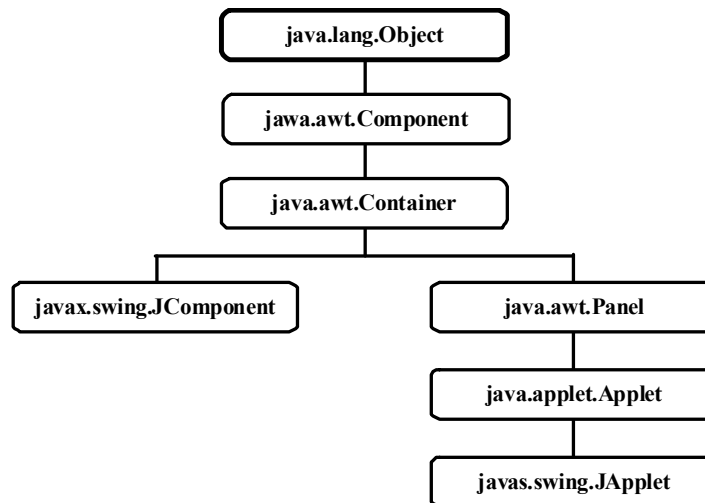 java.lang.Object
jawa.awt.Component
java.awt.Container
javax.swing.JComponent
java.awt.Panel
java.applet.Applet
javas.swing.JApplet